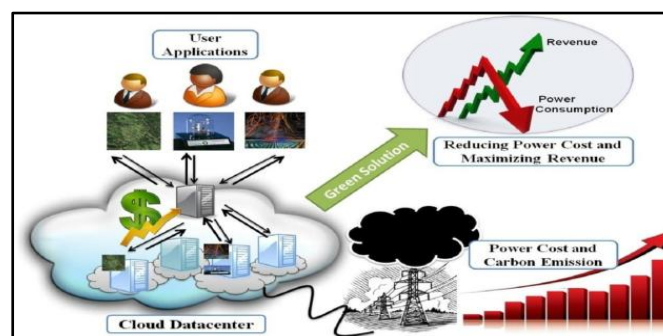 User
Applications
Revenue
Power
Consumption
Reducing Power Cost and
Maximizing Revenue
Green Solution
$
Power Cost and
Carbon Emission
Cloud Datacenter